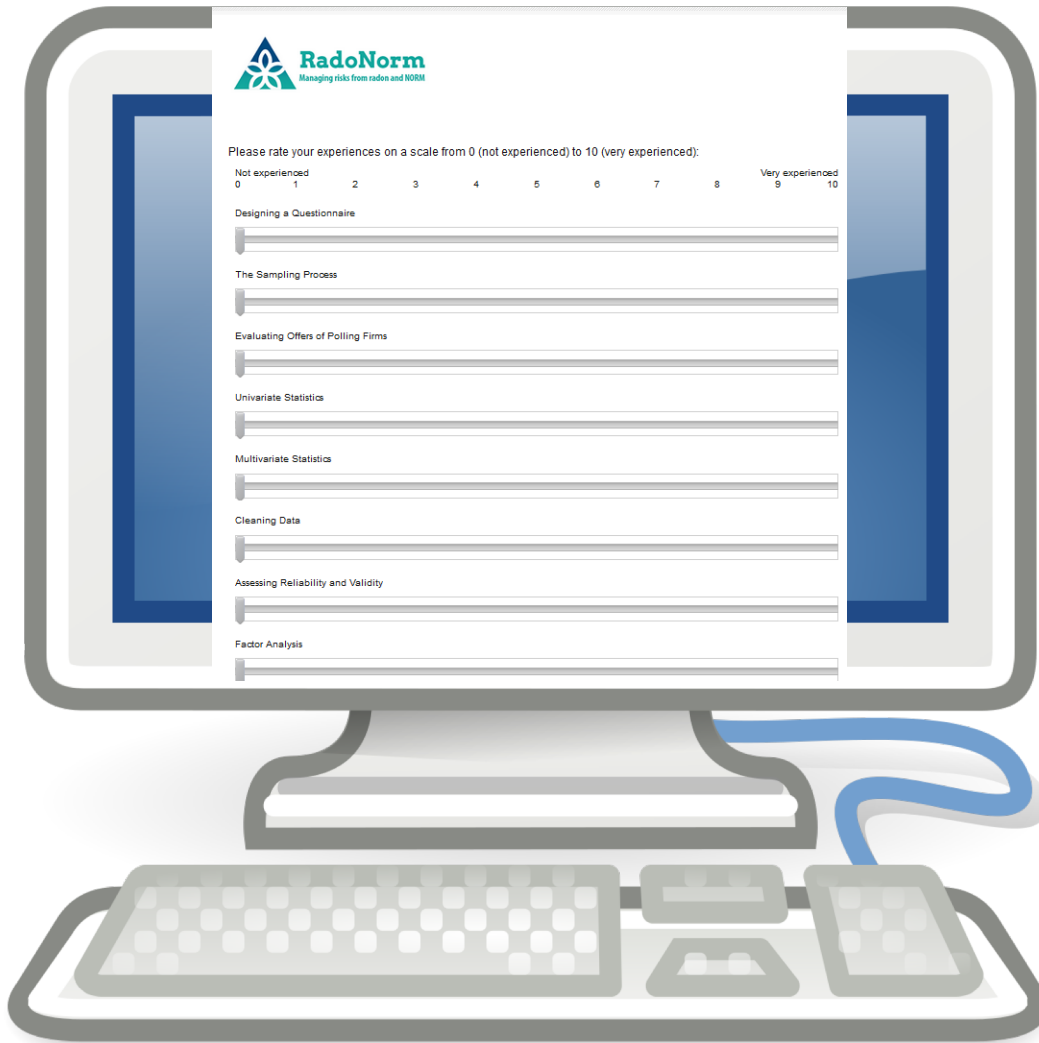 RadoNorm
Managing risks from radon and NORM
Please rate your experiences on a scale from 0 (not experienced) to 10 (very experienced):
Not experienced Very experienced
0 1 2 3 4 5 6 7 8 9 10
Designing a Questionnaire
The Sampling Process
Evaluating Offers of Polling Firms
Univariate Statistics
Multivariate Statistics
Cleaning Data
Assessing Reliability and Validity
Factor Analysis